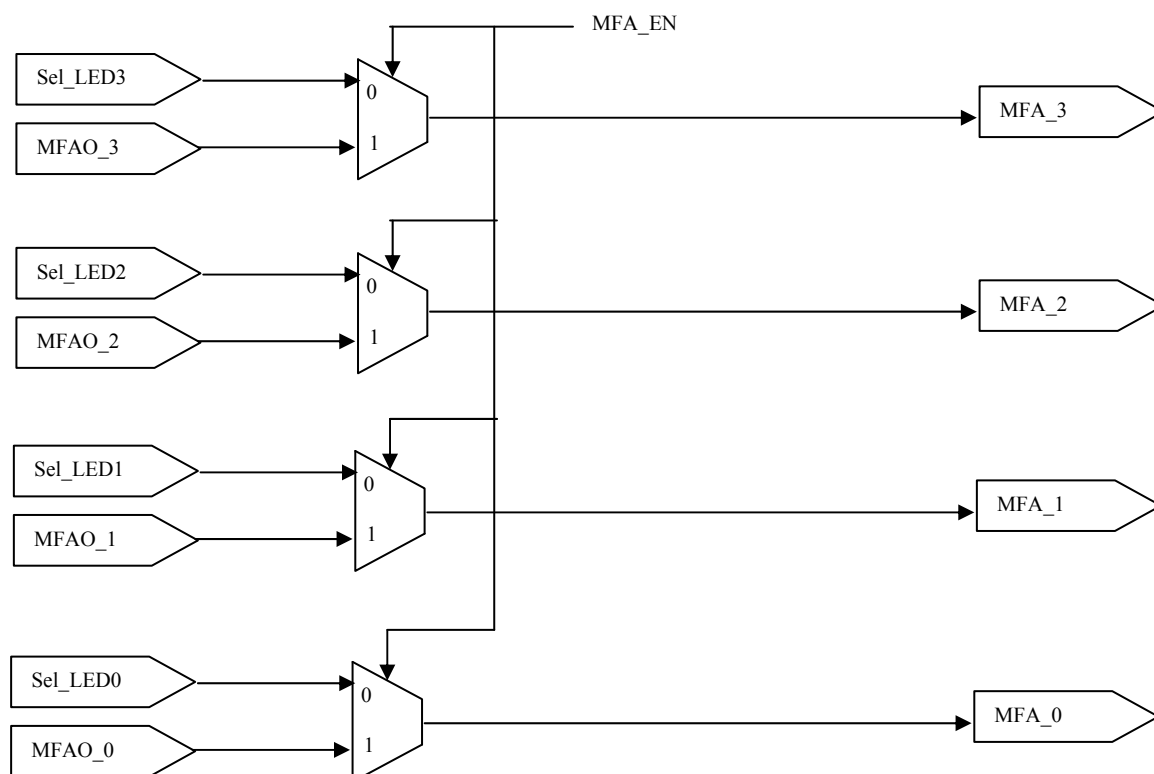 MFA_EN
Sel_LED3
0
MFA_3
MFAO_3
1
Sel_LED2
0
MFA_2
MFAO_2
1
Sel_LED1
0
MFA_1
MFAO_1
1
Sel_LED0
0
MFA_0
MFAO_0
1